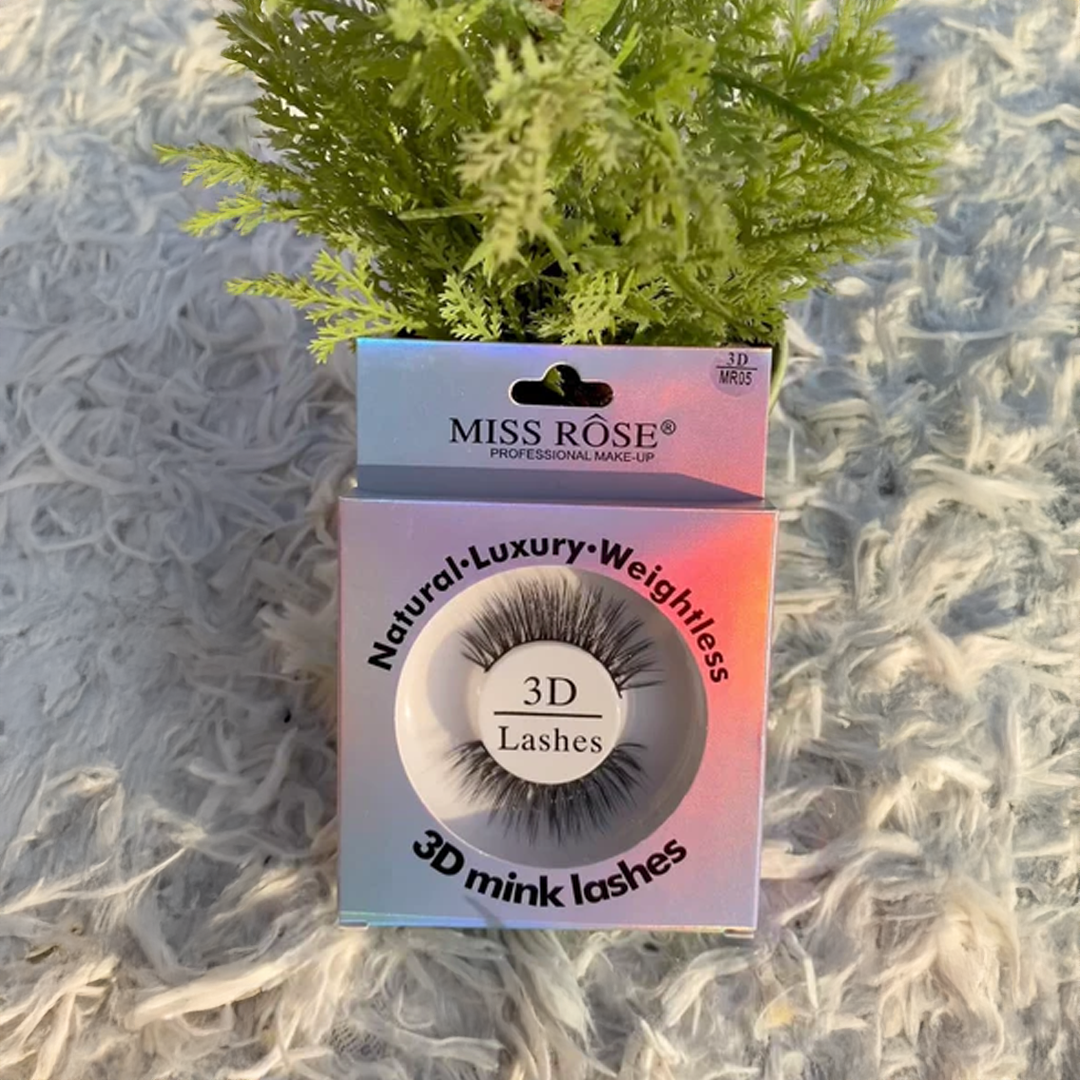 3D
MR05
MISS RÔSE®
PROFESSIONAL MAKE-UP
Natural•Luxury•Weightless
3D
Lashes
3D mink lashes